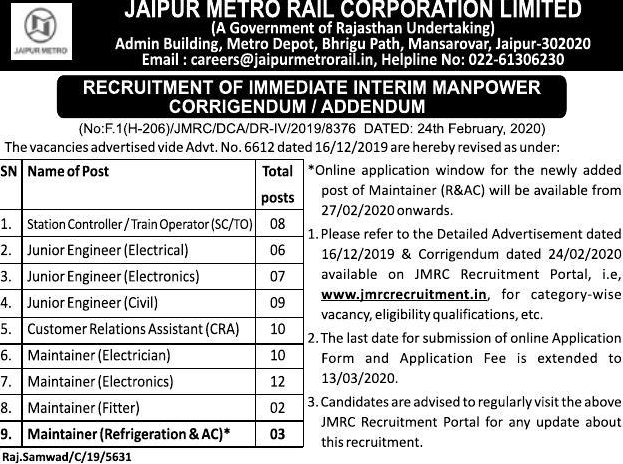 JAIPUR METRO
JAIPUR METRO RAIL CORPORATION LIMITED
(A Government of Rajasthan Undertaking)
Admin Building, Metro Depot, Bhrigu Path, Mansarovar, Jaipur-302020
Email : careers@jaipurmetrorail.in, Helpline No: 022-61306230
RECRUITMENT OF IMMEDIATE INTERIM MANPOWER
CORRIGENDUM / ADDENDUM
(No:F.1(H-206)/JMRC/DCA/DR-IV/2019/8376 DATED: 24th February, 2020)
The vacancies advertised vide Advt. No. 6612 dated 16/12/2019 are hereby revised as under:
SN Name of Post Total posts
1. Station Controller / Train Operator (SC/TO) 08
2. Junior Engineer (Electrical) 06
3. Junior Engineer (Electronics) 07
4. Junior Engineer (Civil) 09
5. Customer Relations Assistant (CRA) 10
6. Maintainer (Electrician) 10
7. Maintainer (Electronics) 12
8. Maintainer (Fitter) 02
9. Maintainer (Refrigeration & AC)* 03
*Online application window for the newly added
post of Maintainer (R&AC) will be available from
27/02/2020 onwards.
1. Please refer to the Detailed Advertisement dated
16/12/2019 & Corrigendum dated 24/02/2020
available on JMRC Recruitment Portal, i.e,
www.jmrcrecruitment.in, for category-wise
vacancy, eligibility qualifications, etc.
2. The last date for submission of online Application
Form and Application Fee is extended to
13/03/2020.
3. Candidates are advised to regularly visit the above
JMRC Recruitment Portal for any update about
this recruitment.
Raj.Samwad/C/19/5631